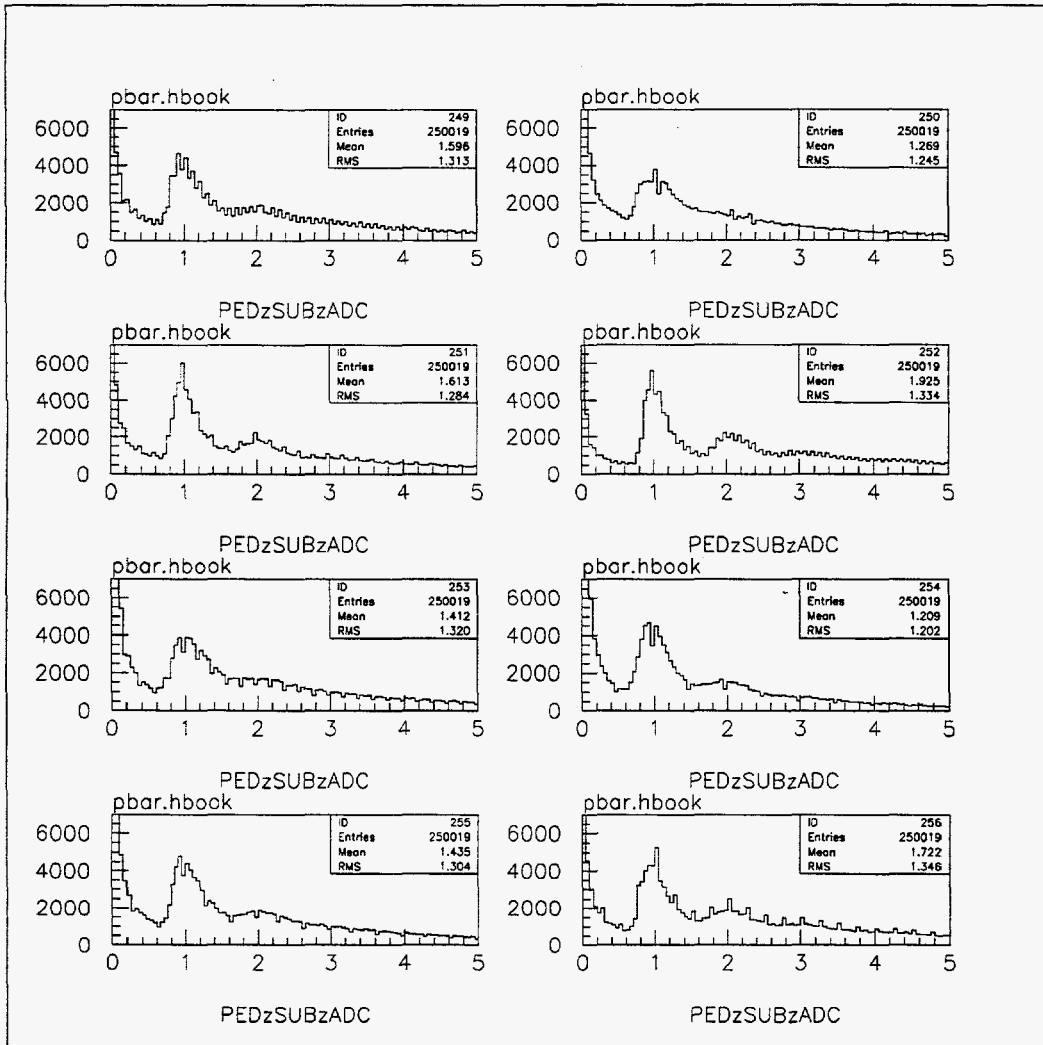 pbar.hbook
ID 249
Entries 250019
Mean 1.596
RMS 1.313
6000
4000
2000
0
0 1 2 3 4 5
PEDzSUBzADC
pbar.hbook
ID 250
Entries 250019
Mean 1.269
RMS 1.245
6000
4000
2000
0
0 1 2 3 4 5
PEDzSUBzADC
pbar.hbook
ID 251
Entries 250019
Mean 1.613
RMS 1.284
6000
4000
2000
0
0 1 2 3 4 5
PEDzSUBzADC
pbar.hbook
ID 252
Entries 250019
Mean 1.925
RMS 1.334
6000
4000
2000
0
0 1 2 3 4 5
PEDzSUBzADC
pbar.hbook
ID 253
Entries 250019
Mean 1.412
RMS 1.320
6000
4000
2000
0
0 1 2 3 4 5
PEDzSUBzADC
pbar.hbook
ID 254
Entries 250019
Mean 1.209
RMS 1.202
6000
4000
2000
0
0 1 2 3 4 5
PEDzSUBzADC
pbar.hbook
ID 255
Entries 250019
Mean 1.435
RMS 1.304
6000
4000
2000
0
0 1 2 3 4 5
PEDzSUBzADC
pbar.hbook
ID 256
Entries 250019
Mean 1.722
RMS 1.346
6000
4000
2000
0
0 1 2 3 4 5
PEDzSUBzADC